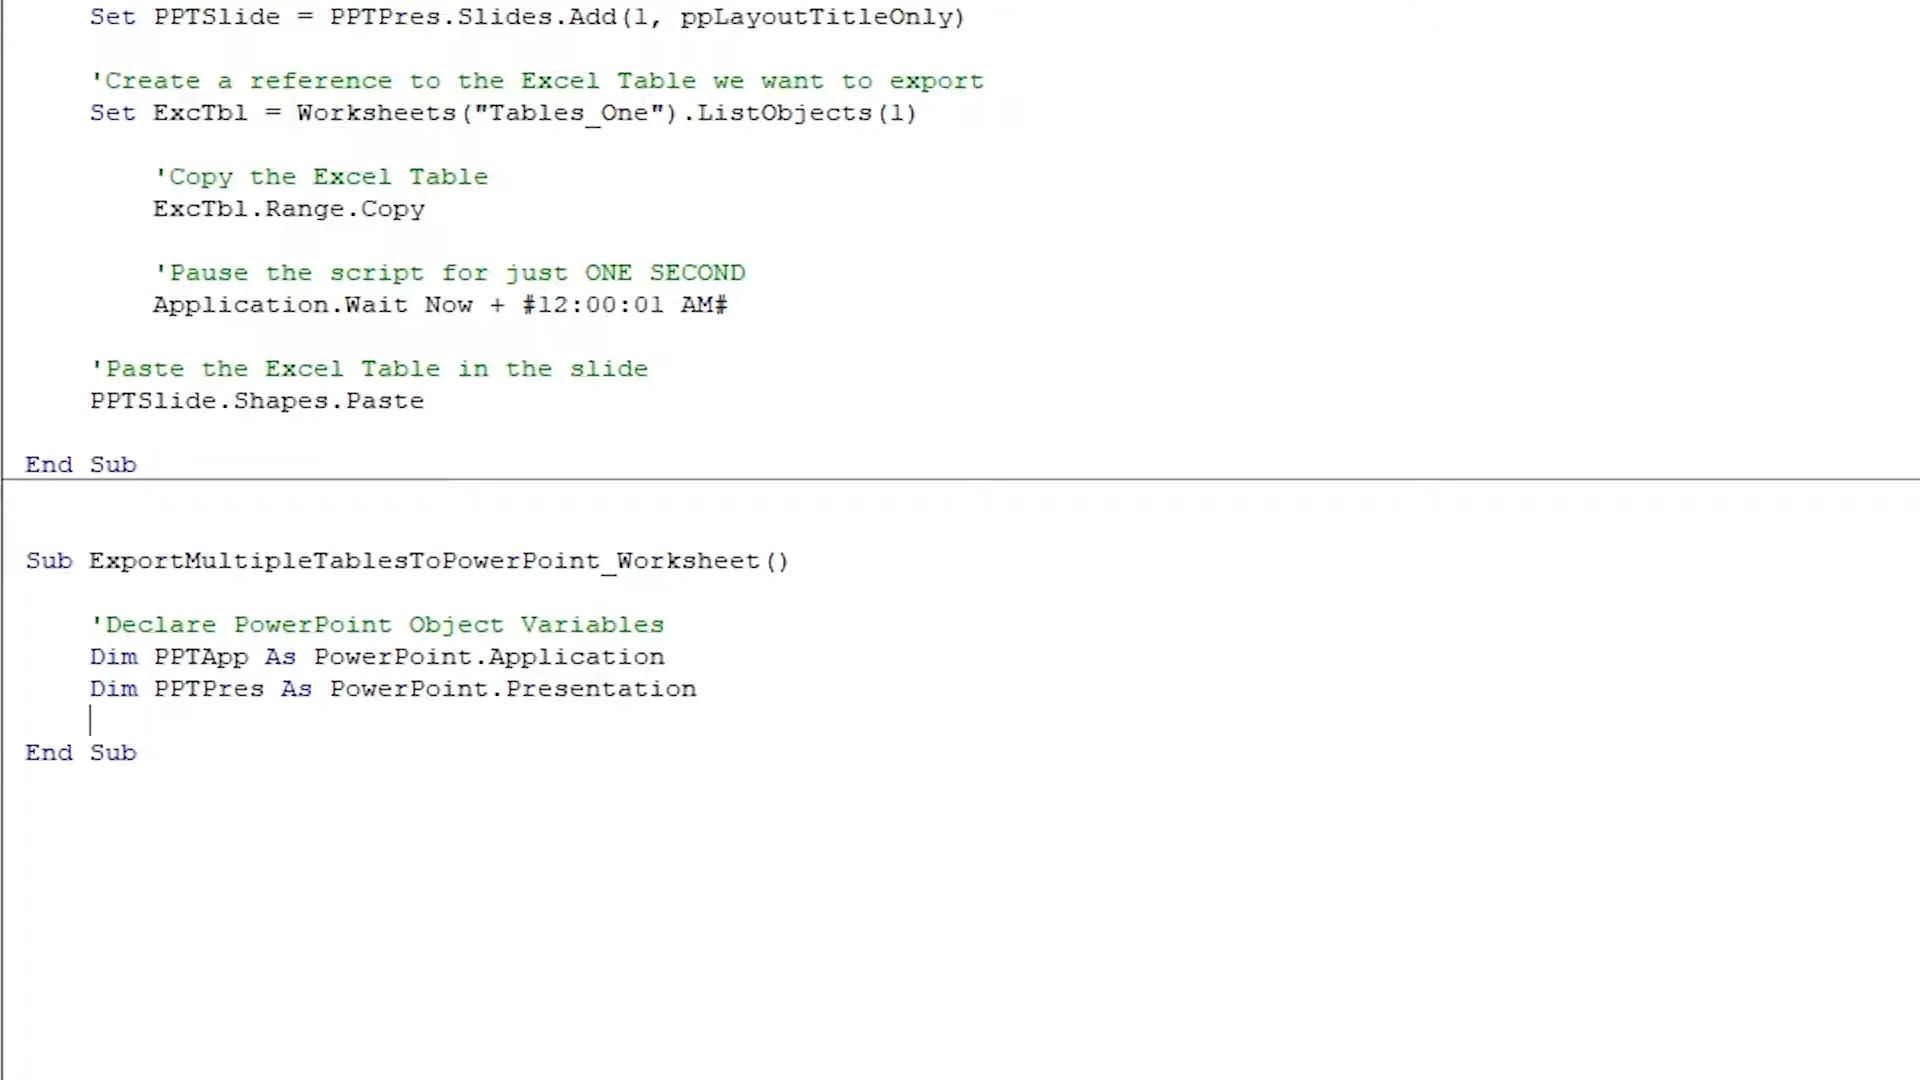 Set PPTSlide = PPTPres.Slides.Add(1, ppLayoutTitleOnly)
'Create a reference to the Excel Table we want to export
Set ExcTbl = Worksheets("Tables_One").ListObjects(1)
'Copy the Excel Table
ExcTbl.Range.Copy
'Pause the script for just ONE SECOND
Application.Wait Now + #12:00:01 AM#
'Paste the Excel Table in the slide
PPTSlide.Shapes.Paste
End Sub
Sub ExportMultipleTablesToPowerPoint_Worksheet()
'Declare PowerPoint Object Variables
Dim PPTApp As PowerPoint.Application
Dim PPTPres As PowerPoint.Presentation
End Sub